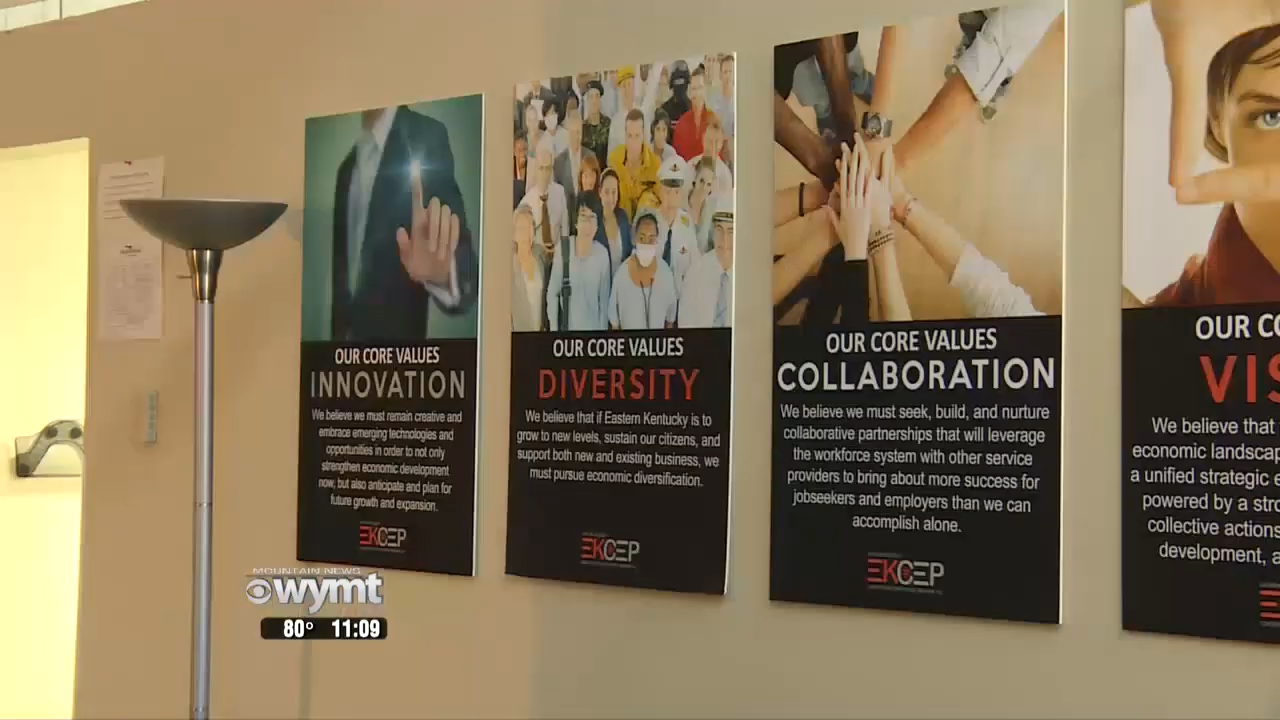 OUR CORE VALUES
INNOVATION
We believe we must remain creative and
embrace emerging technologies and
opportunities in order to not only
strengthen economic development
now, but also anticipate and plan for
future growth and expansion.
EKCEP
OUR CORE VALUES
DIVERSITY
We believe that if Eastern Kentucky is to
grow to new levels, sustain our citizens, and
support both new and existing business, we
must pursue economic diversification.
EKCEP
OUR CORE VALUES
COLLABORATION
We believe we must seek, build, and nurture
collaborative partnerships that will leverage
the workforce system with other service
providers to bring about more success for
jobseekers and employers than we can
accomplish alone.
EKCEP
OUR CO
VIS
We believe that
economic landscap
a unified strategic e
powered by a stro
collective actions
development, a
MOUNTAIN NEWS
wymt
80° 11:09